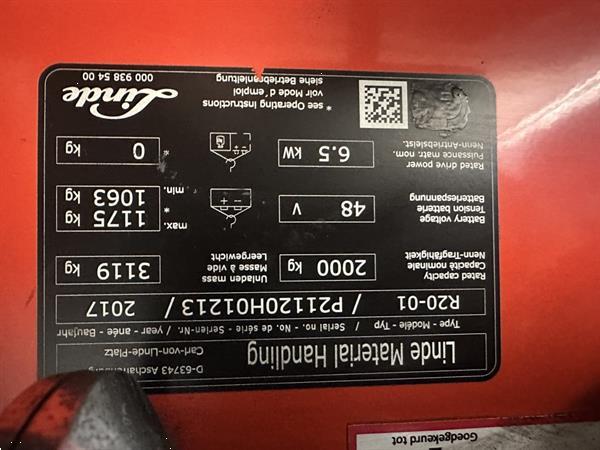 Linde Material Handling
D-63743 Aschaffenburg
Carl-von-Linde-Platz
Type - Modèle - Typ / Serial no. - No. de série - Serien-Nr. / year - anée - Baujahr
R20-01 / P21120H01213 / 2017
Rated capacity
Capacité nominale
Nenn-Tragfähigkeit
2000 kg
Unladen mass
Masse à vide
Leergewicht
3119 kg
Battery voltage
Tension batterie
Batteriespannung
48 V
max. 1175 kg *
min. 1063 kg
Rated drive power
Puissance matr. nom.
Nenn-Antriebsleist.
6.5 kW
0 kg *
* see Operating Instructions
voir Mode d'emploi
siehe Betriebsanleitung
Linde
000 938 54 00
Goedgekeurd tot